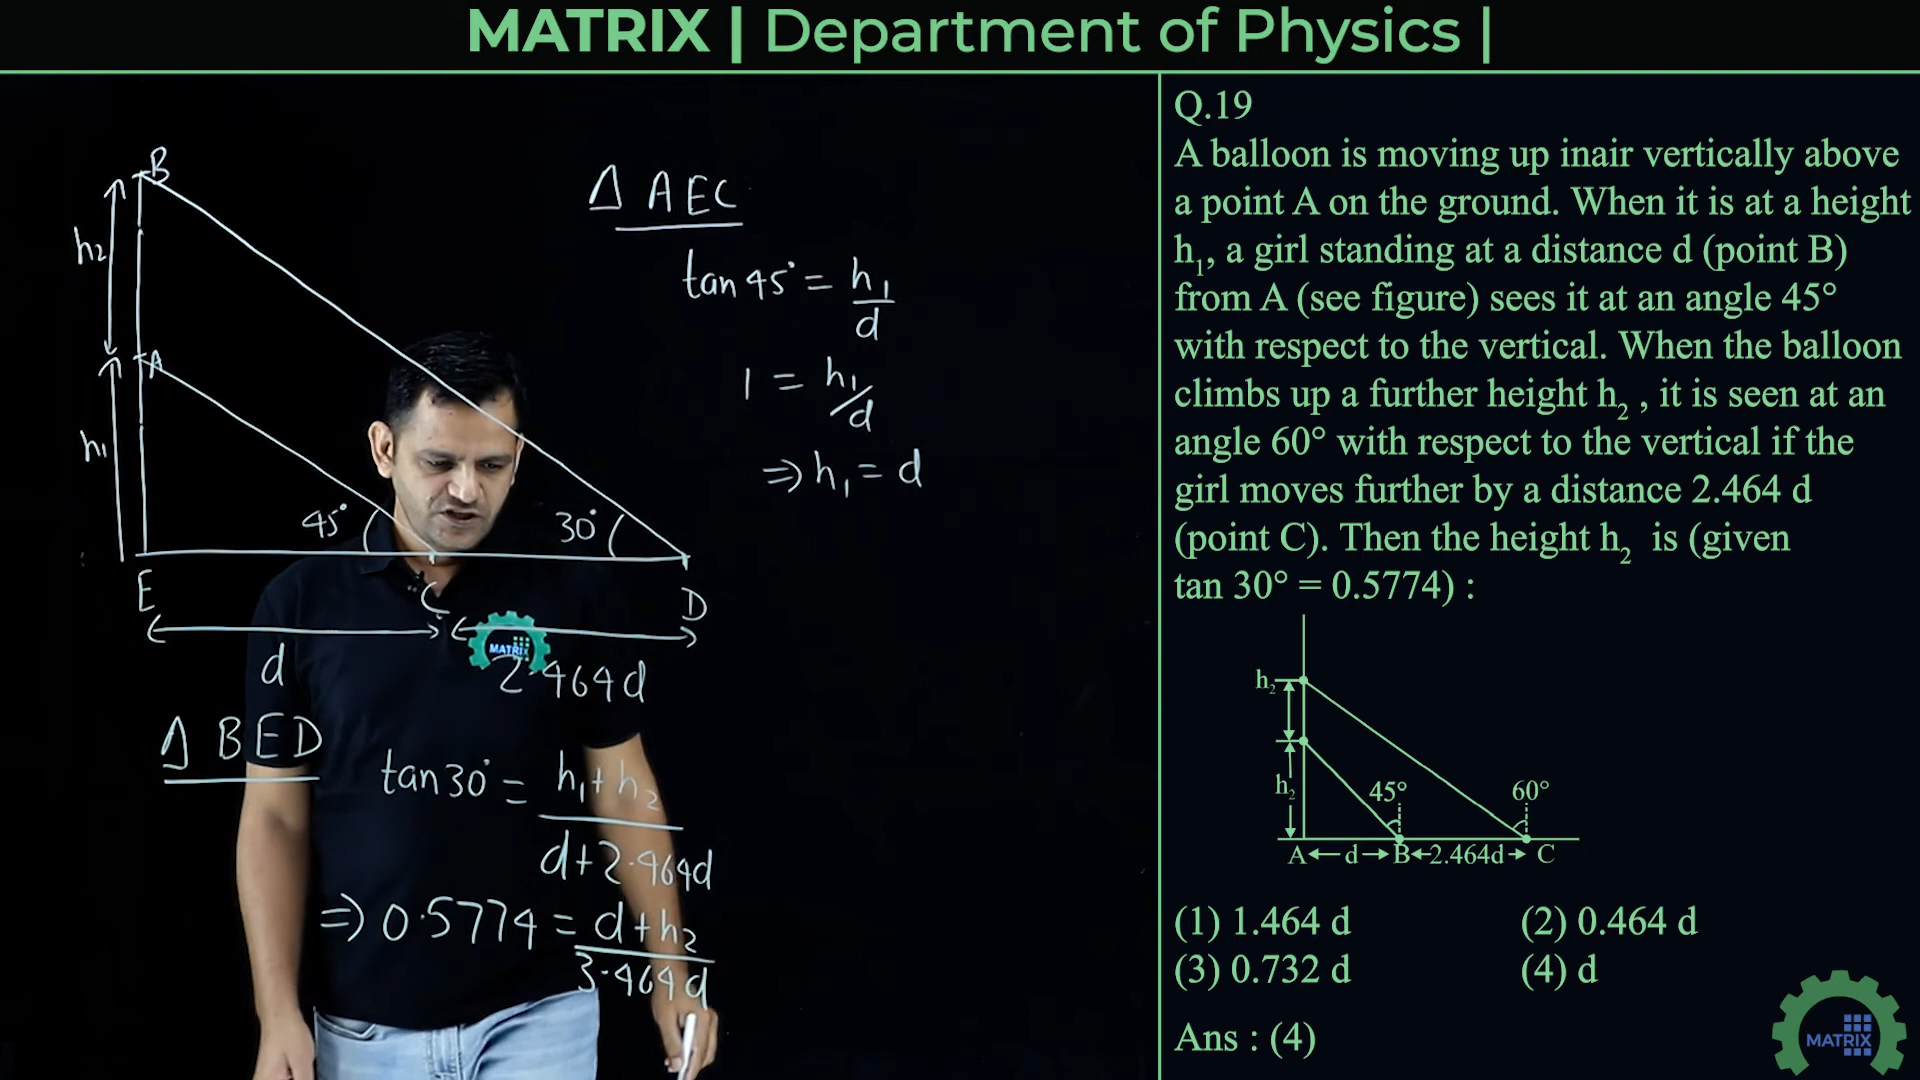 MATRIX | Department of Physics |
B
h₂
A
h₁
45°
30°
E
C
D
d
2.464d
MATRIX
Δ AEC
tan 45° = h₁/d
1 = h₁/d
⇒ h₁ = d
Δ BED
tan 30° = h₁ + h₂ / d + 2.464d
⇒ 0.5774 = d + h₂ / 3.464d
Q.19
A balloon is moving up inair vertically above
a point A on the ground. When it is at a height
h₁, a girl standing at a distance d (point B)
from A (see figure) sees it at an angle 45°
with respect to the vertical. When the balloon
climbs up a further height h₂ , it is seen at an
angle 60° with respect to the vertical if the
girl moves further by a distance 2.464 d
(point C). Then the height h₂ is (given
tan 30° = 0.5774) :
h₂
h₂
45°
60°
A d B 2.464d C
(1) 1.464 d (2) 0.464 d
(3) 0.732 d (4) d
Ans : (4)
MATRIX